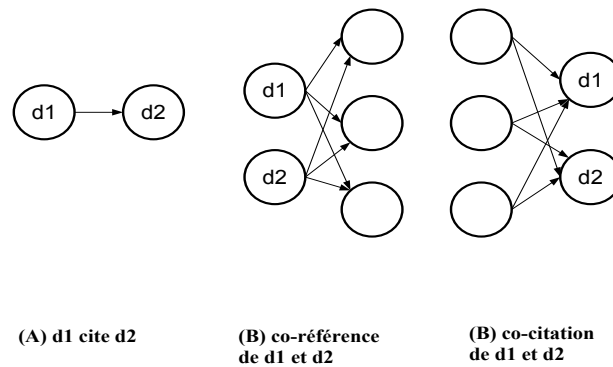 d1
d2
d1
d2
d1
d2
(A) d1 cite d2
(B) co-référence
de d1 et d2
(B) co-citation
de d1 et d2